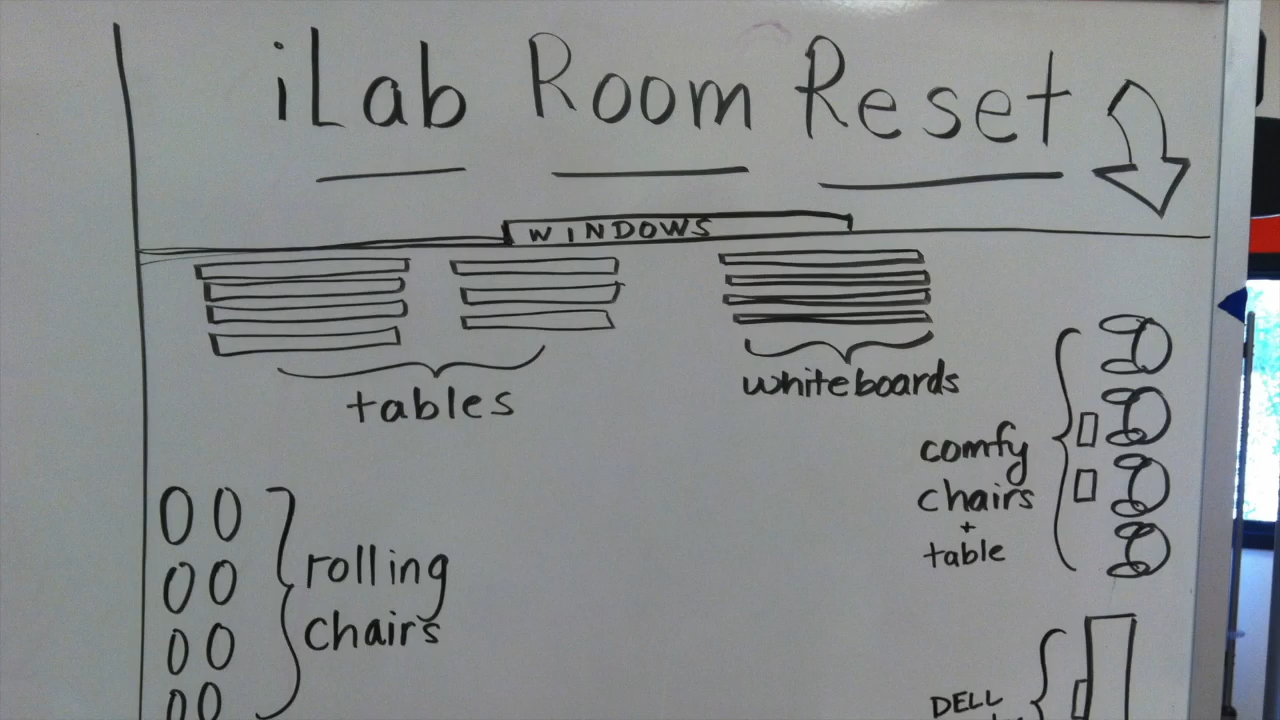 iLab Room Reset
WINDOWS
tables
whiteboards
comfy
chairs
+
table
rolling
chairs
DELL